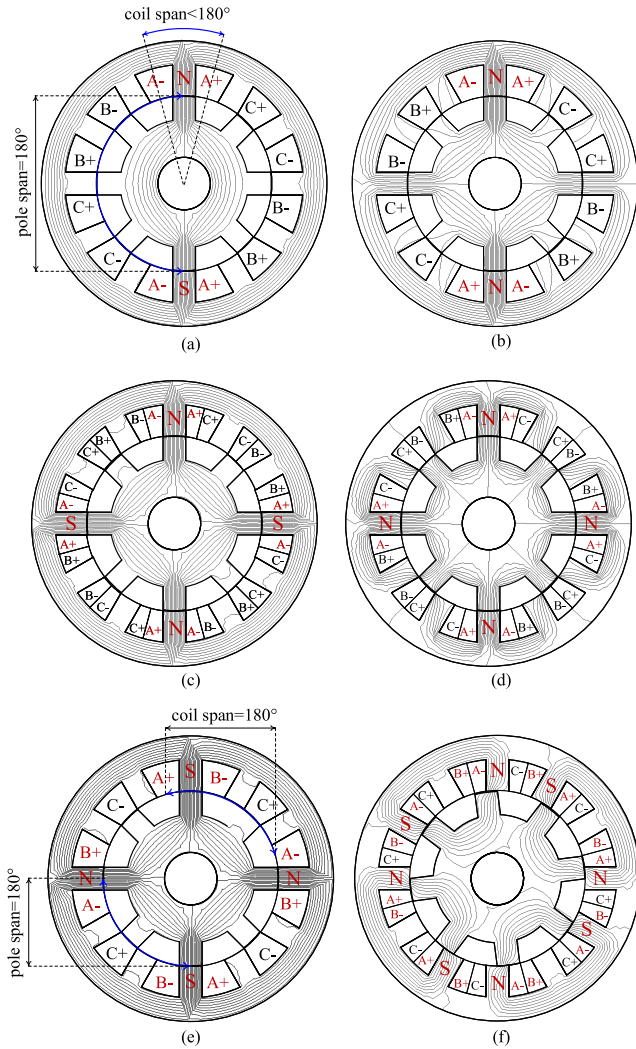 coil span<180°
A- N A+
B- C+
B+ C-
pole span=180°
C+ B-
C- B+
A- S A+
(a)
A- N A+
B+ C-
B- C+
C+ B-
C- B+
A+ N A-
(b)
B- A- N A+ C+
C+ B+ C- B-
C- B+
A- A+
S S
A+ A-
B+ C-
B- C- C+ B+
C+ A+ N A- B-
(c)
B+ A- N A+ C-
C+ B- C+ B-
C- B+
A+ A-
N N
A- A+
B+ C-
B- C+ C+ B-
C- A+ N A- B+
(d)
coil span=180°
A+ S B-
C- C+
B+ A-
N N
pole span=180°
A- B+
C+ C-
B- S A+
(e)
B+ A- N C- B+
S
C+ A- A+ C-
S
B- B-
C+ A+
N N
A+ C+
B- B-
S
C- A+ C+ A-
S B+ C- N A- B+
(f)